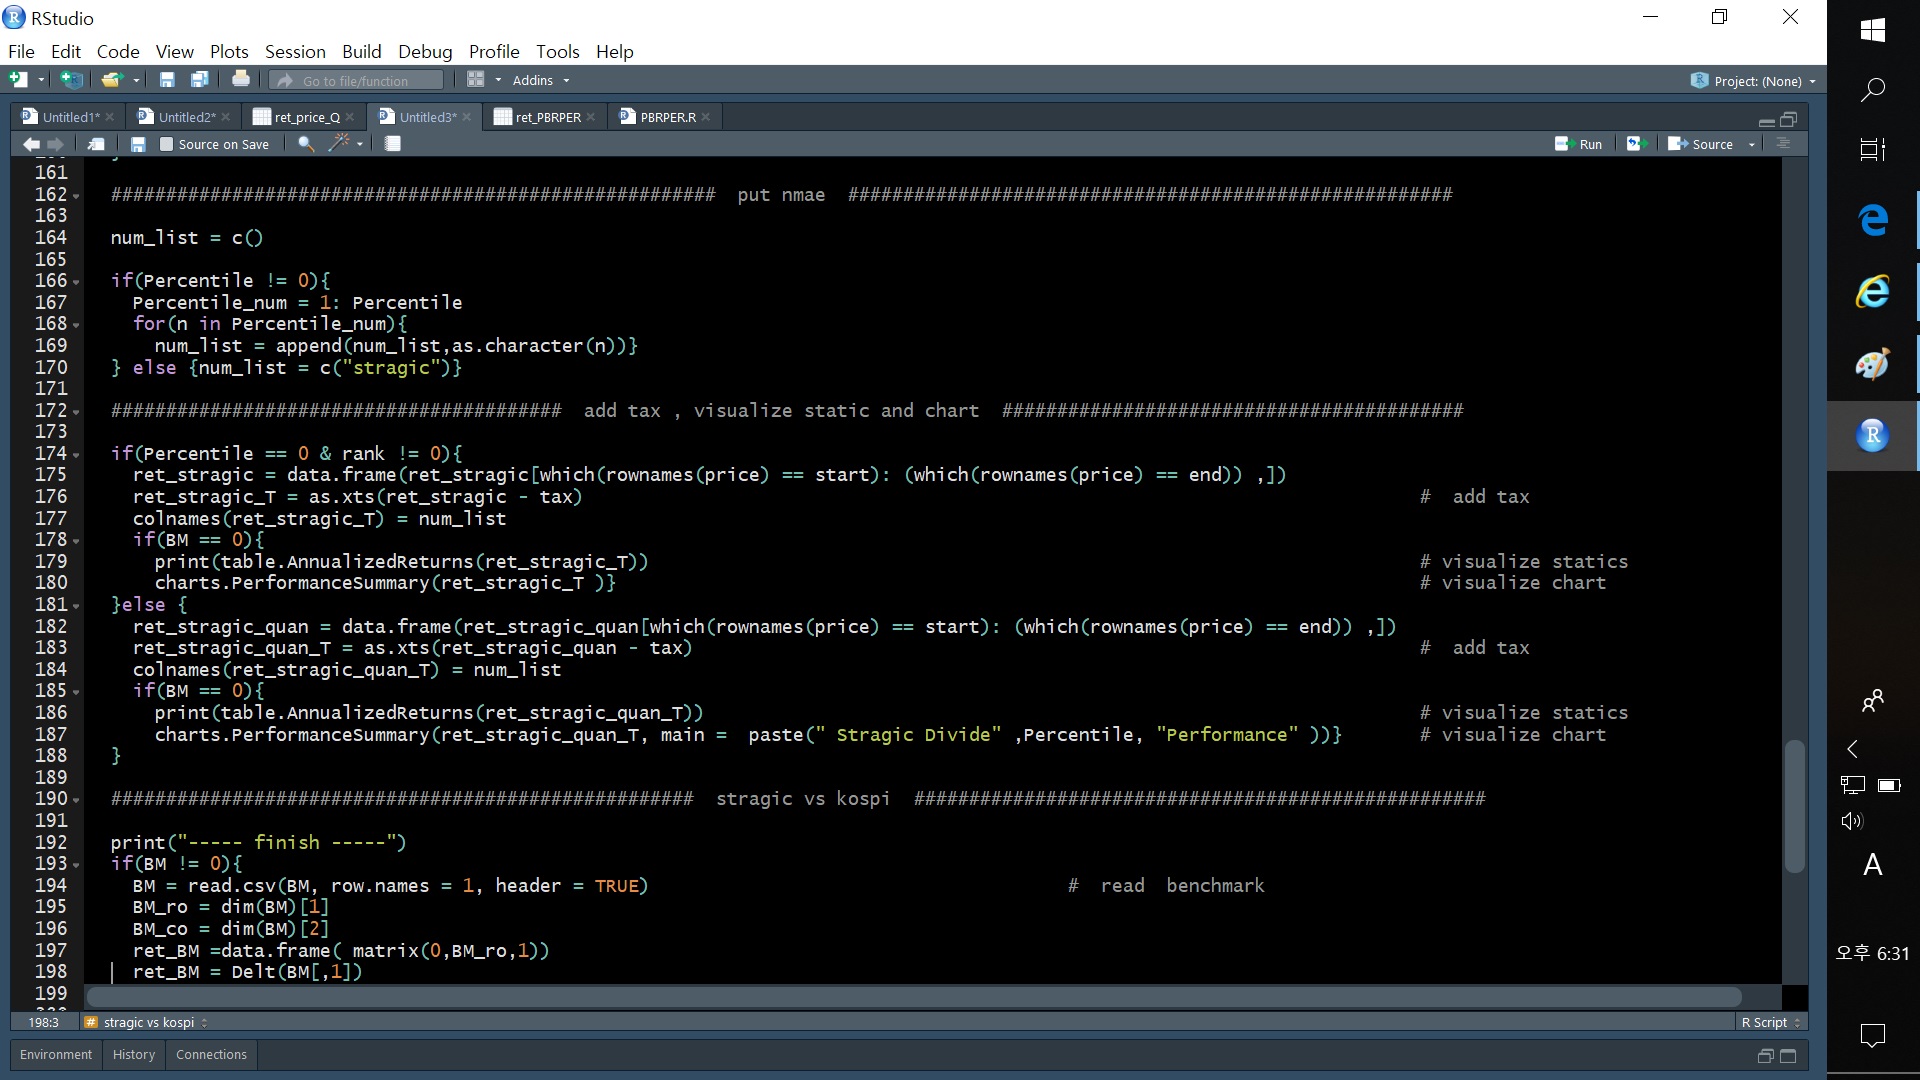 RStudio
File Edit Code View Plots Session Build Debug Profile Tools Help
Go to file/function Addins Project: (None)
Untitled1* Untitled2* ret_price_Q Untitled3* ret_PBRPER PBRPER.R
Source on Save Run Source
161
162 ####################################################### put nmae #######################################################
163
164 num_list = c()
165
166 if(Percentile != 0){
167 Percentile_num = 1: Percentile
168 for(n in Percentile_num){
169 num_list = append(num_list,as.character(n))}
170 } else {num_list = c("stragic")}
171
172 ######################################### add tax , visualize static and chart ##########################################
173
174 if(Percentile == 0 & rank != 0){
175 ret_stragic = data.frame(ret_stragic[which(rownames(price) == start): (which(rownames(price) == end)) ,])
176 ret_stragic_T = as.xts(ret_stragic - tax) # add tax
177 colnames(ret_stragic_T) = num_list
178 if(BM == 0){
179 print(table.AnnualizedReturns(ret_stragic_T)) # visualize statics
180 charts.PerformanceSummary(ret_stragic_T )} # visualize chart
181 }else {
182 ret_stragic_quan = data.frame(ret_stragic_quan[which(rownames(price) == start): (which(rownames(price) == end)) ,])
183 ret_stragic_quan_T = as.xts(ret_stragic_quan - tax) # add tax
184 colnames(ret_stragic_quan_T) = num_list
185 if(BM == 0){
186 print(table.AnnualizedReturns(ret_stragic_quan_T)) # visualize statics
187 charts.PerformanceSummary(ret_stragic_quan_T, main = paste(" Stragic Divide" ,Percentile, "Performance" ))} # visualize chart
188 }
189
190 ##################################################### stragic vs kospi ####################################################
191
192 print("----- finish -----")
193 if(BM != 0){
194 BM = read.csv(BM, row.names = 1, header = TRUE) # read benchmark
195 BM_ro = dim(BM)[1]
196 BM_co = dim(BM)[2]
197 ret_BM =data.frame( matrix(0,BM_ro,1))
198 ret_BM = Delt(BM[,1])
199
198:3 # stragic vs kospi R Script
Environment History Connections
A
오후 6:31